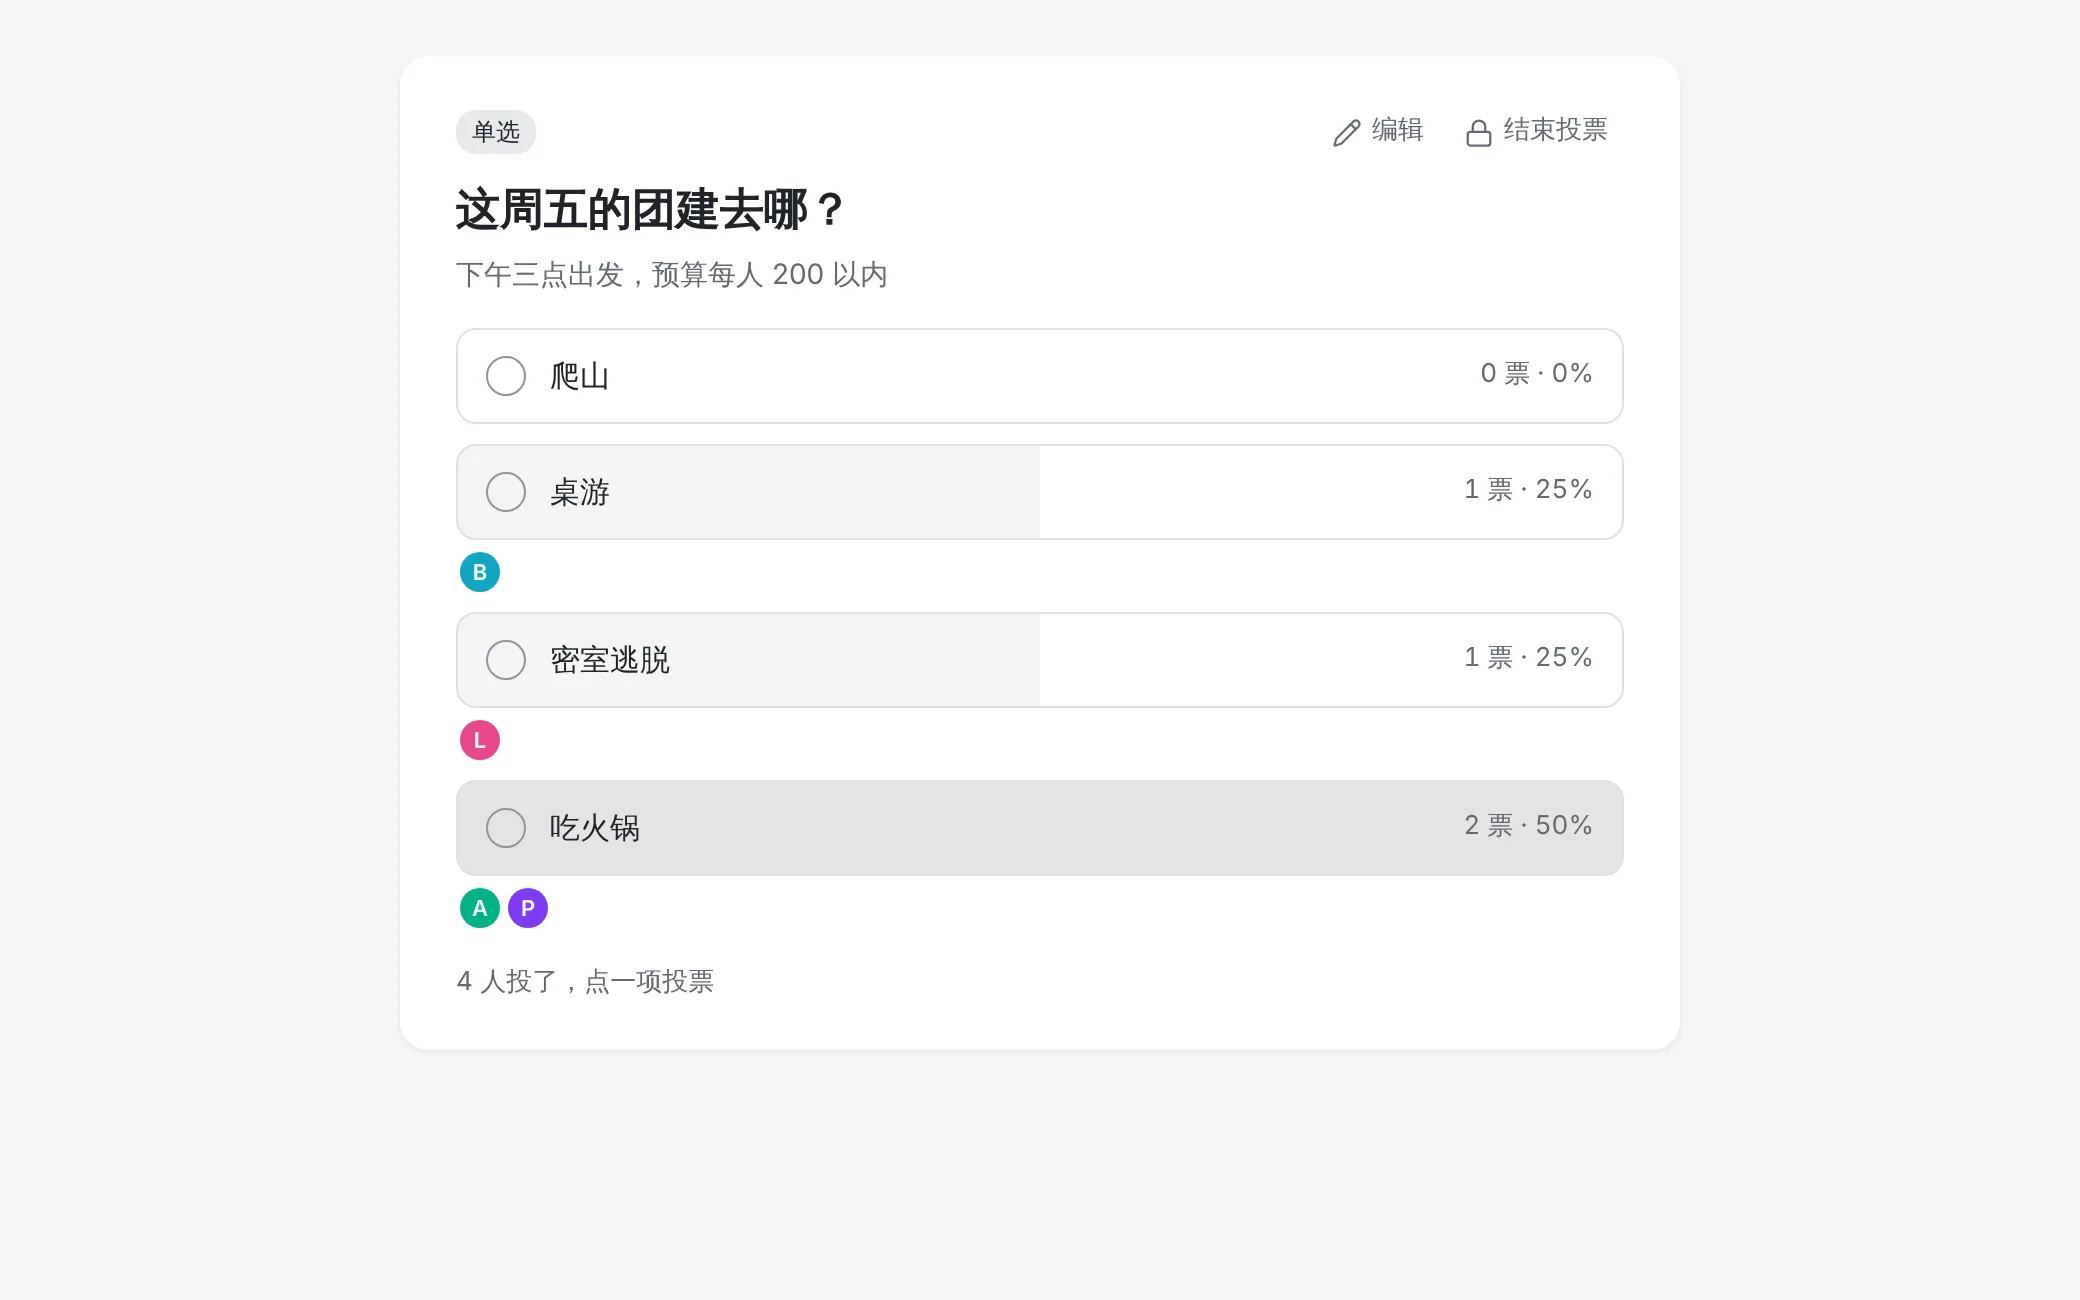 单选
编辑
结束投票
这周五的团建去哪？
下午三点出发，预算每人 200 以内
爬山
0 票 · 0%
桌游
1 票 · 25%
B
密室逃脱
1 票 · 25%
L
吃火锅
2 票 · 50%
A P
4 人投了，点一项投票